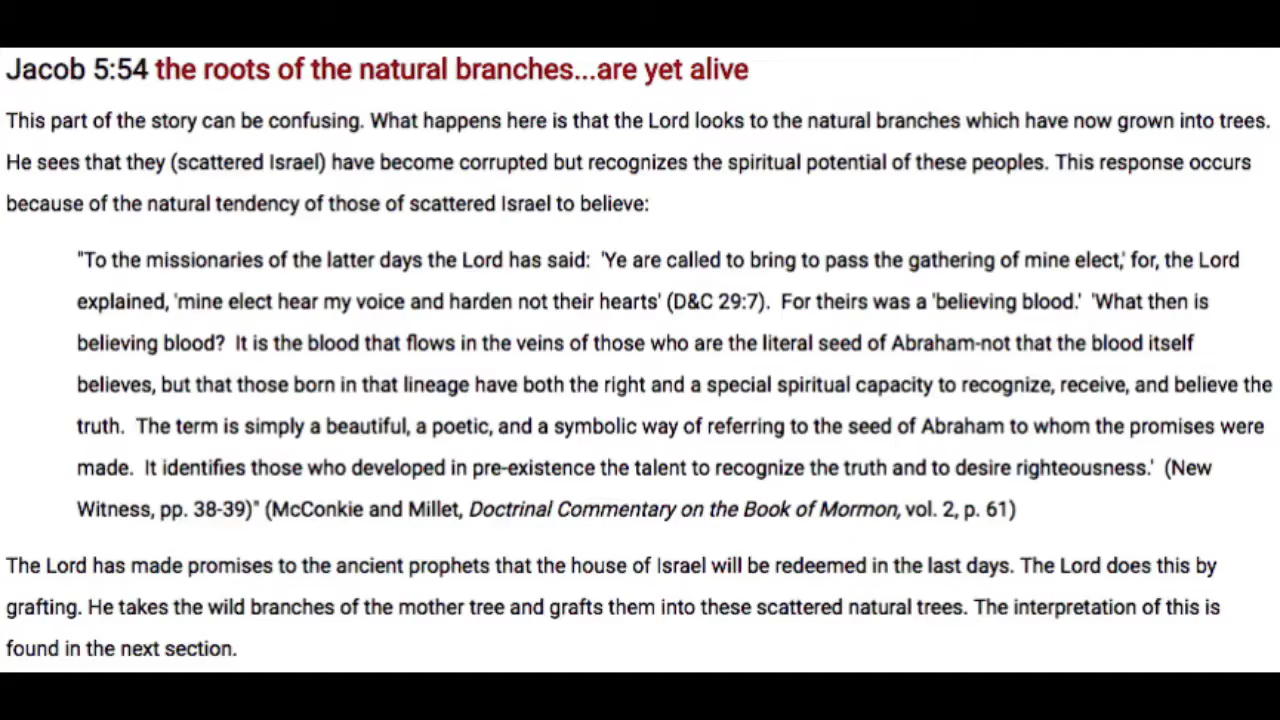 Jacob 5:54 the roots of the natural branches...are yet alive
This part of the story can be confusing. What happens here is that the Lord looks to the natural branches which have now grown into trees.
He sees that they (scattered Israel) have become corrupted but recognizes the spiritual potential of these peoples. This response occurs
because of the natural tendency of those of scattered Israel to believe:
"To the missionaries of the latter days the Lord has said: 'Ye are called to bring to pass the gathering of mine elect,' for, the Lord
explained, 'mine elect hear my voice and harden not their hearts' (D&C 29:7). For theirs was a 'believing blood.' 'What then is
believing blood? It is the blood that flows in the veins of those who are the literal seed of Abraham-not that the blood itself
believes, but that those born in that lineage have both the right and a special spiritual capacity to recognize, receive, and believe the
truth. The term is simply a beautiful, a poetic, and a symbolic way of referring to the seed of Abraham to whom the promises were
made. It identifies those who developed in pre-existence the talent to recognize the truth and to desire righteousness.' (New
Witness, pp. 38-39)" (McConkie and Millet, Doctrinal Commentary on the Book of Mormon, vol. 2, p. 61)
The Lord has made promises to the ancient prophets that the house of Israel will be redeemed in the last days. The Lord does this by
grafting. He takes the wild branches of the mother tree and grafts them into these scattered natural trees. The interpretation of this is
found in the next section.